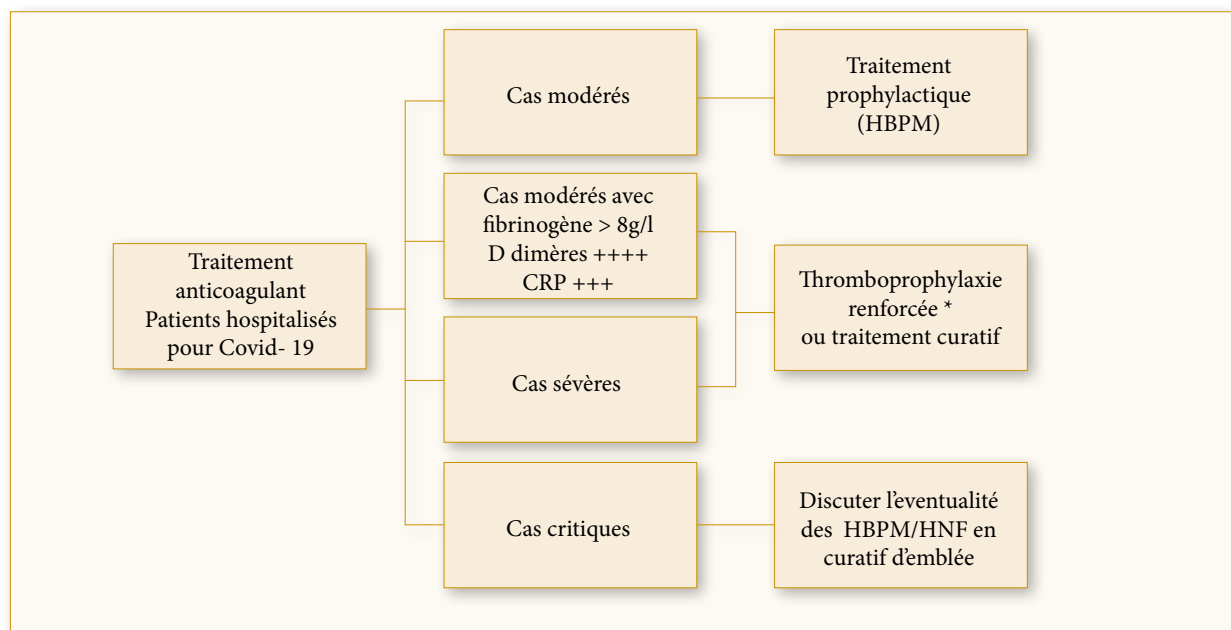 Traitement
anticoagulant
Patients hospitalisés
pour Covid- 19
Cas modérés
Traitement
prophylactique
(HBPM)
Cas modérés avec
fibrinogène > 8g/l
D dimères ++++
CRP +++
Cas sévères
Thromboprophylaxie
renforcée *
ou traitement curatif
Cas critiques
Discuter l’eventualité
des HBPM/HNF en
curatif d’emblée